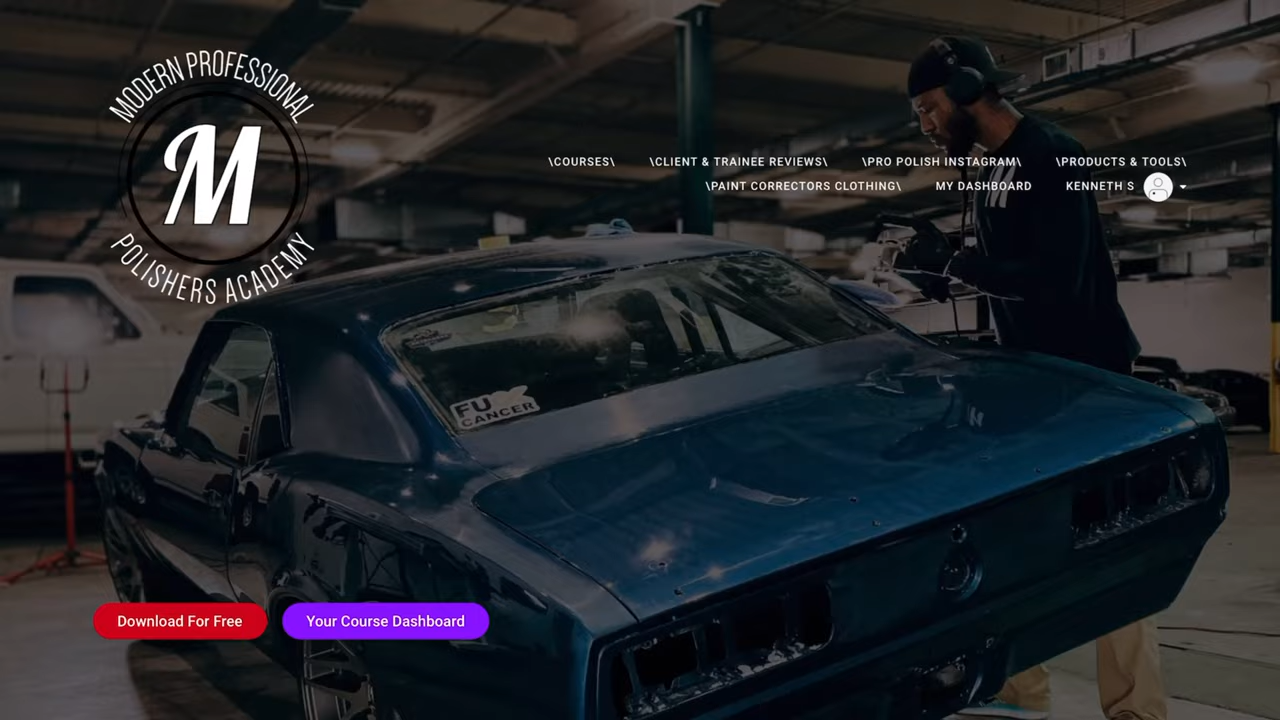 MODERN PROFESSIONAL
M
POLISHERS ACADEMY
\COURSES\ \CLIENT & TRAINEE REVIEWS\ \PRO POLISH INSTAGRAM\ \PRODUCTS & TOOLS\
\PAINT CORRECTORS CLOTHING\ MY DASHBOARD KENNETH S
FU
CANCER
Download For Free Your Course Dashboard